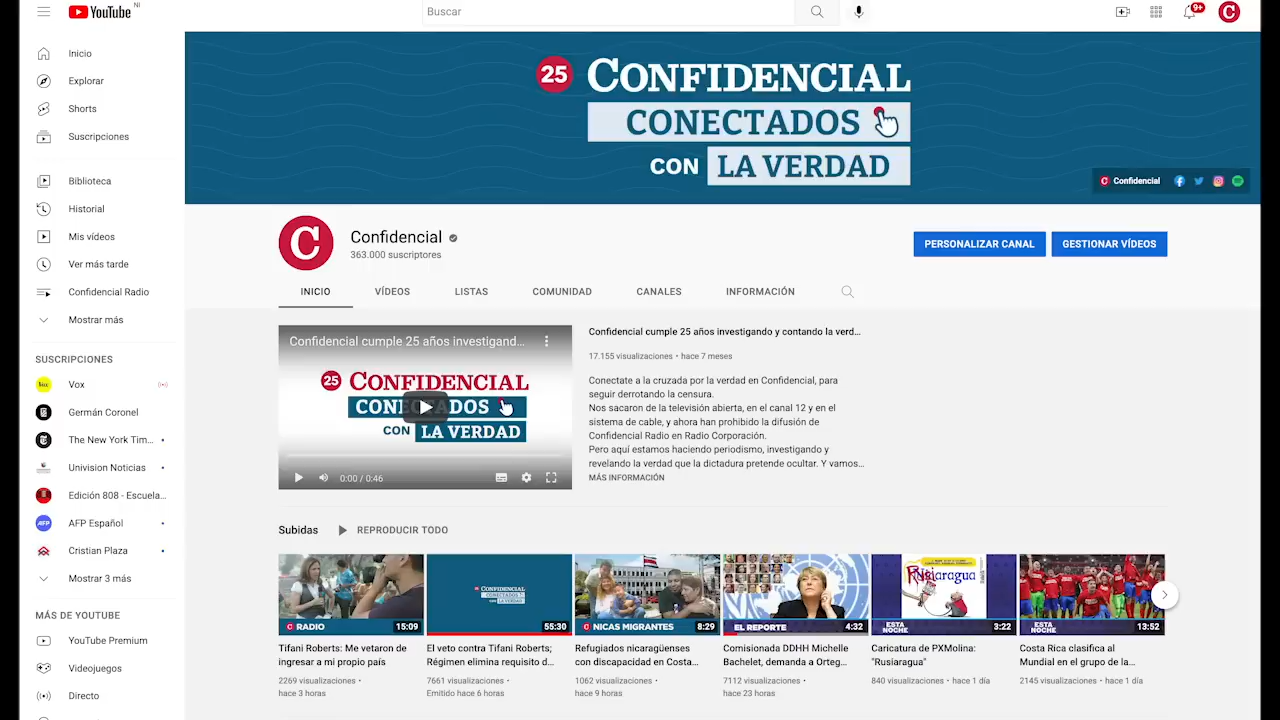 YouTube NI
Buscar
9+
Inicio
Explorar
Shorts
Suscripciones
Biblioteca
Historial
Mis vídeos
Ver más tarde
Confidencial Radio
Mostrar más
SUSCRIPCIONES
Vox
Germán Coronel
The New York Tim...
Univision Noticias
Edición 808 - Escuela...
AFP Español
Cristian Plaza
Mostrar 3 más
MÁS DE YOUTUBE
YouTube Premium
Videojuegos
Directo
25 CONFIDENCIAL
CONECTADOS
CON LA VERDAD
Confidencial
Confidencial
363.000 suscriptores
PERSONALIZAR CANAL
GESTIONAR VÍDEOS
INICIO
VÍDEOS
LISTAS
COMUNIDAD
CANALES
INFORMACIÓN
Confidencial cumple 25 años investigand...
25 CONFIDENCIAL
CONECTADOS
CON LA VERDAD
0:00 / 0:46
Confidencial cumple 25 años investigando y contando la verd...
17.155 visualizaciones • hace 7 meses
Conectate a la cruzada por la verdad en Confidencial, para
seguir derrotando la censura.
Nos sacaron de la televisión abierta, en el canal 12 y en el
sistema de cable, y ahora han prohibido la difusión de
Confidencial Radio en Radio Corporación.
Pero aquí estamos haciendo periodismo, investigando y
revelando la verdad que la dictadura pretende ocultar. Y vamos...
MÁS INFORMACIÓN
Subidas
REPRODUCIR TODO
RADIO
15:09
Tifani Roberts: Me vetaron de
ingresar a mi propio país
2269 visualizaciones •
hace 3 horas
CONFIDENCIAL
CONECTADOS
CON LA VERDAD
55:30
El veto contra Tifani Roberts;
Régimen elimina requisito d...
7661 visualizaciones •
Emitido hace 6 horas
NICAS MIGRANTES
8:29
Refugiados nicaragüenses
con discapacidad en Costa...
1062 visualizaciones •
hace 9 horas
EL REPORTE
4:32
Comisionada DDHH Michelle
Bachelet, demanda a Orteg...
7112 visualizaciones •
hace 23 horas
Rusiaragua
ESTA
NOCHE
3:22
Caricatura de PXMolina:
"Rusiaragua"
840 visualizaciones • hace 1 día
ESTA
NOCHE
13:52
Costa Rica clasifica al
Mundial en el grupo de la...
2145 visualizaciones • hace 1 día